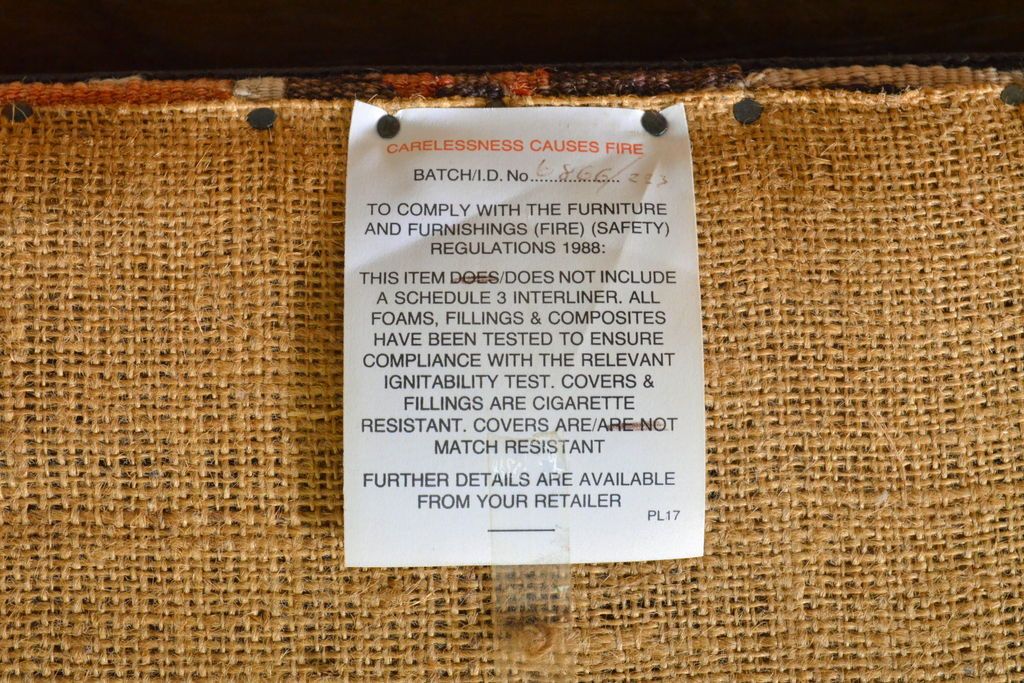 CARELESSNESS CAUSES FIRE
BATCH/I.D. No....................
TO COMPLY WITH THE FURNITURE
AND FURNISHINGS (FIRE) (SAFETY)
REGULATIONS 1988:
THIS ITEM DOES/DOES NOT INCLUDE
A SCHEDULE 3 INTERLINER. ALL
FOAMS, FILLINGS & COMPOSITES
HAVE BEEN TESTED TO ENSURE
COMPLIANCE WITH THE RELEVANT
IGNITABILITY TEST. COVERS &
FILLINGS ARE CIGARETTE
RESISTANT. COVERS ARE/ARE NOT
MATCH RESISTANT
FURTHER DETAILS ARE AVAILABLE
FROM YOUR RETAILER
PL17